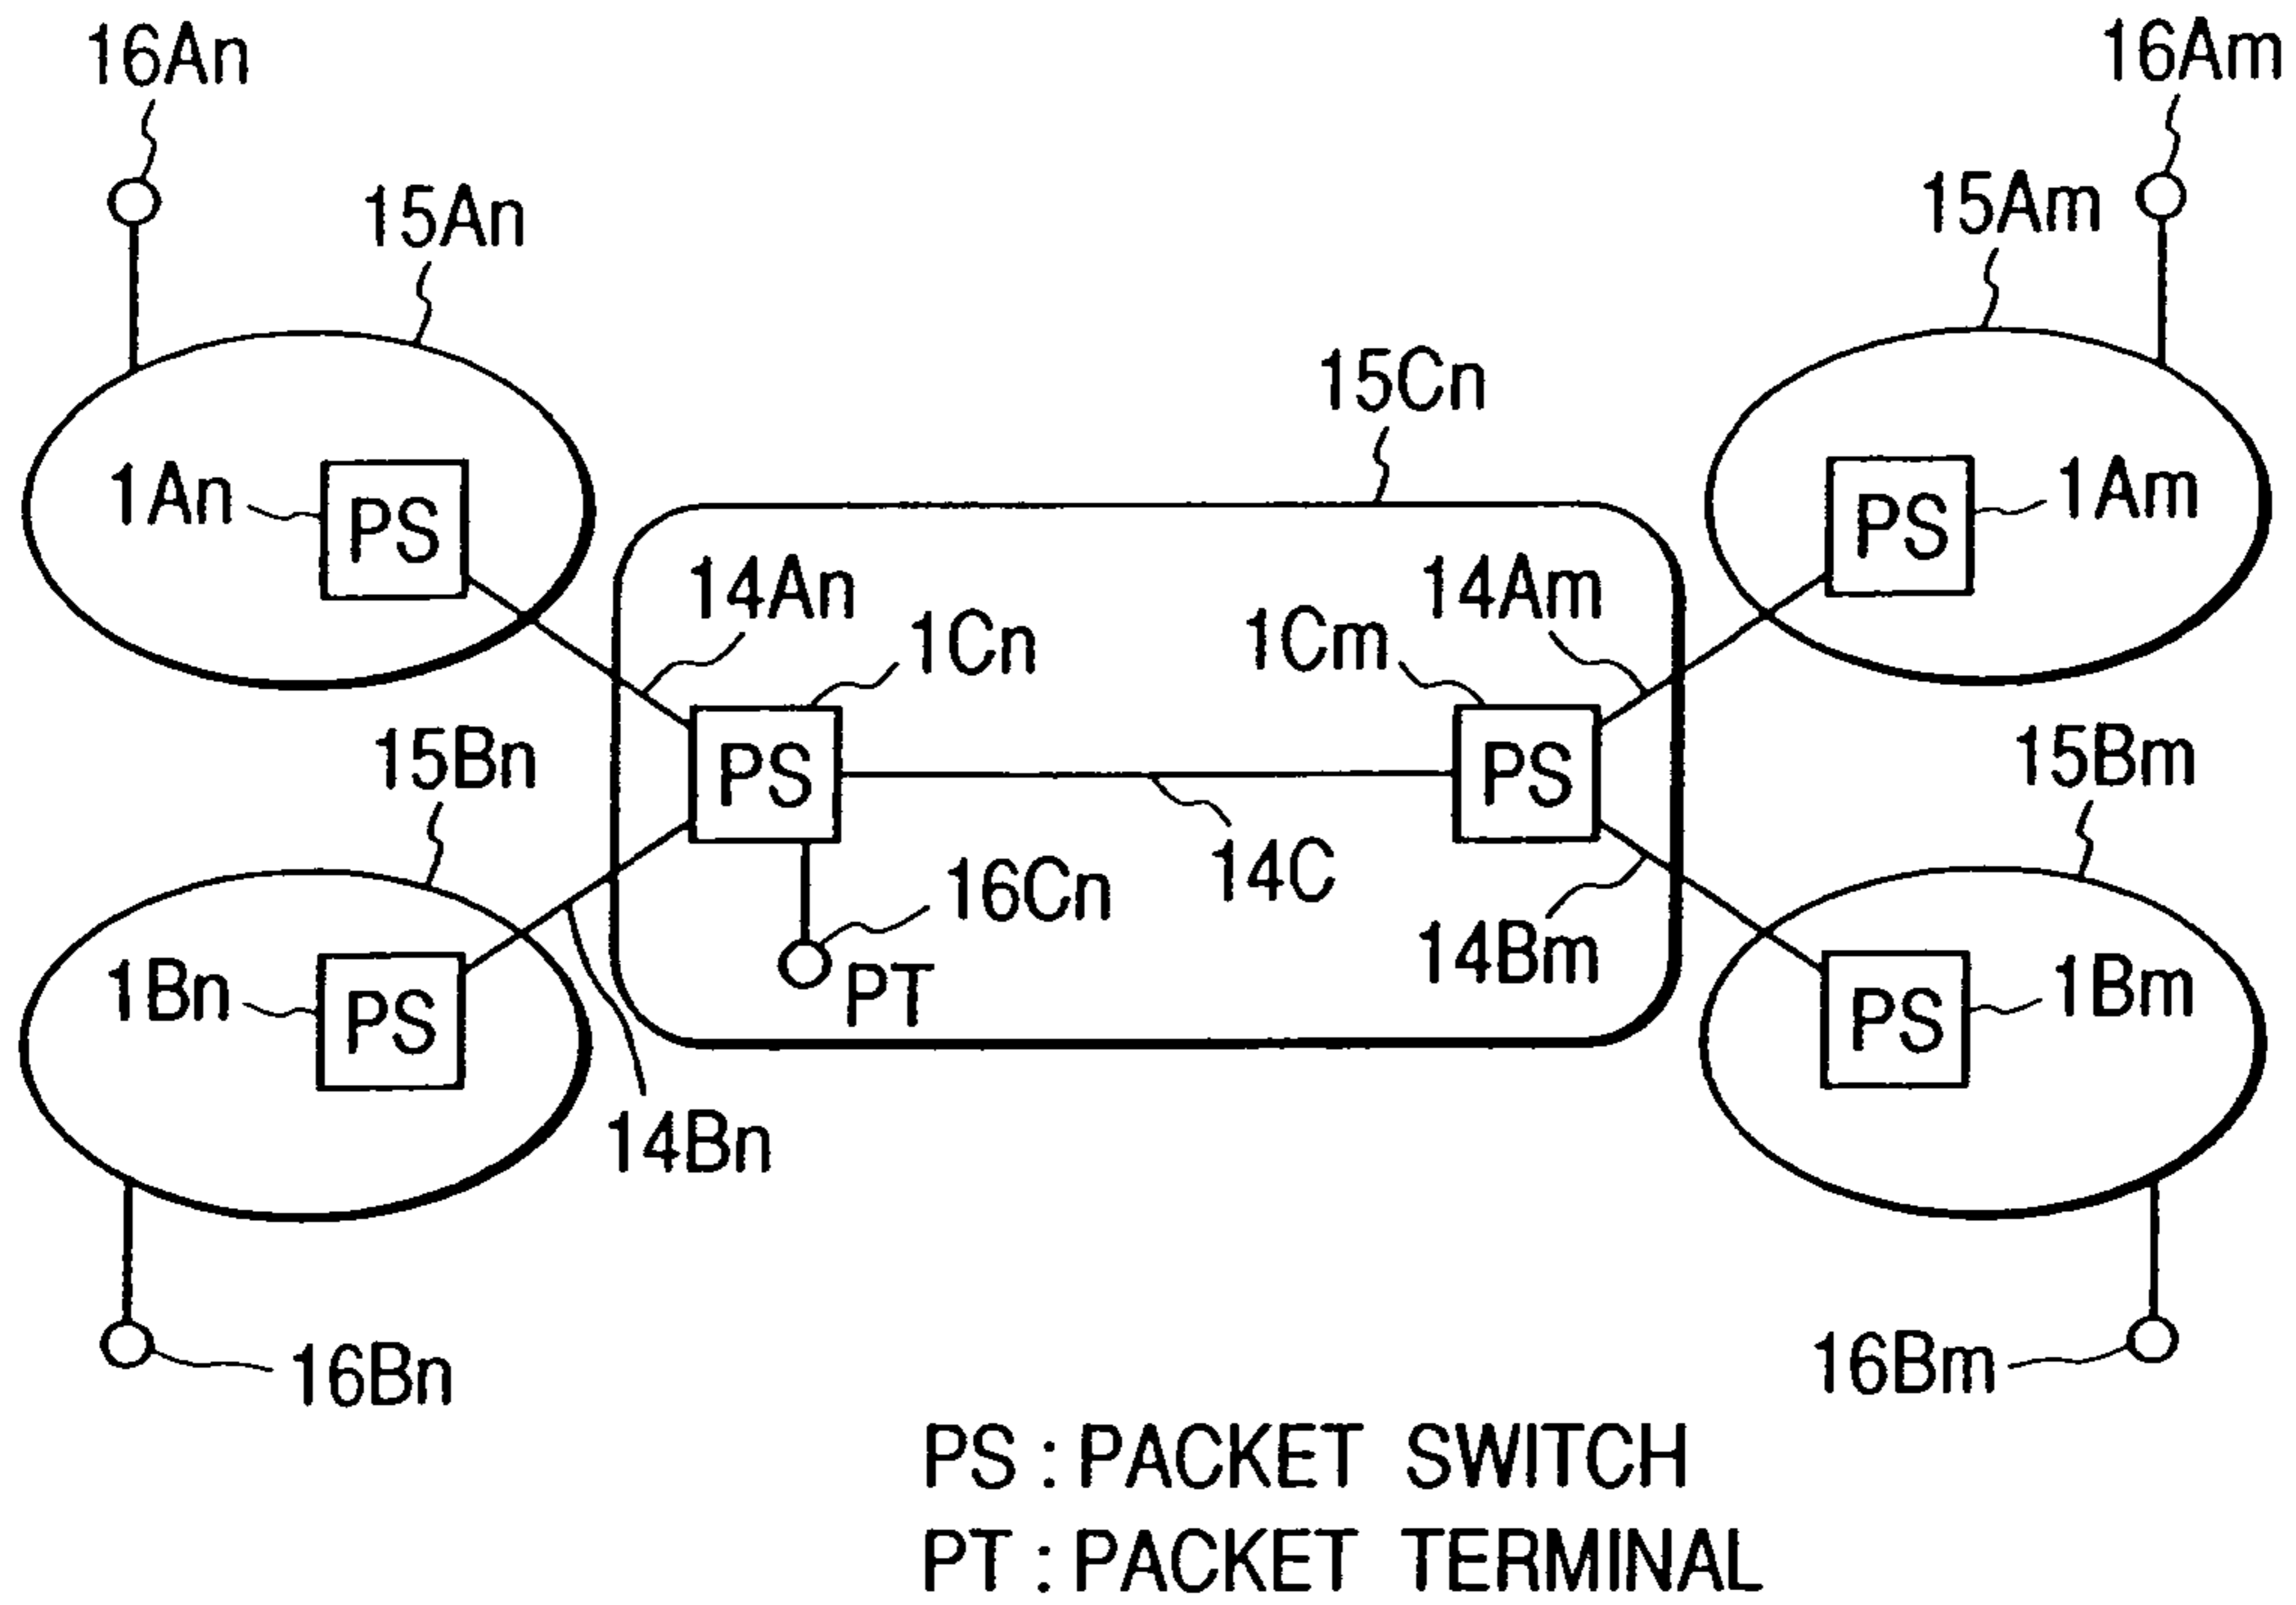 16An
16Am
15An
15Am
15Cn
1An
PS
PS
1Am
14An
14Am
1Cn
1Cm
15Bn
PS
PS
15Bm
14C
16Cn
14Bm
PT
1Bn
PS
PS
1Bm
14Bn
16Bn
16Bm
PS : PACKET SWITCH
PT : PACKET TERMINAL